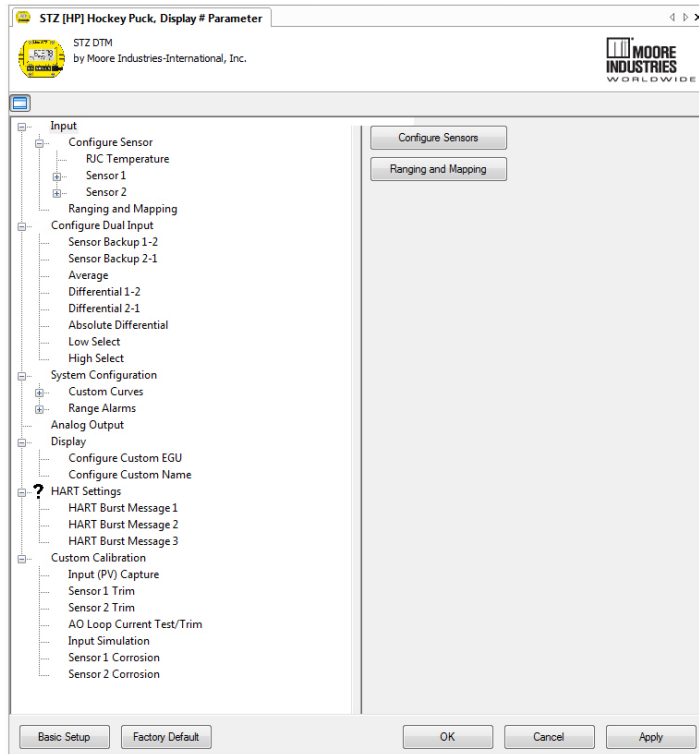 STZ [HP] Hockey Puck, Display # Parameter
STZ DTM
by Moore Industries-International, Inc.
MOORE
INDUSTRIES
WORLDWIDE
Input
Configure Sensor
RJC Temperature
Sensor 1
Sensor 2
Ranging and Mapping
Configure Dual Input
Sensor Backup 1-2
Sensor Backup 2-1
Average
Differential 1-2
Differential 2-1
Absolute Differential
Low Select
High Select
System Configuration
Custom Curves
Range Alarms
Analog Output
Display
Configure Custom EGU
Configure Custom Name
? HART Settings
HART Burst Message 1
HART Burst Message 2
HART Burst Message 3
Custom Calibration
Input (PV) Capture
Sensor 1 Trim
Sensor 2 Trim
AO Loop Current Test/Trim
Input Simulation
Sensor 1 Corrosion
Sensor 2 Corrosion
Configure Sensors
Ranging and Mapping
Basic Setup
Factory Default
OK
Cancel
Apply